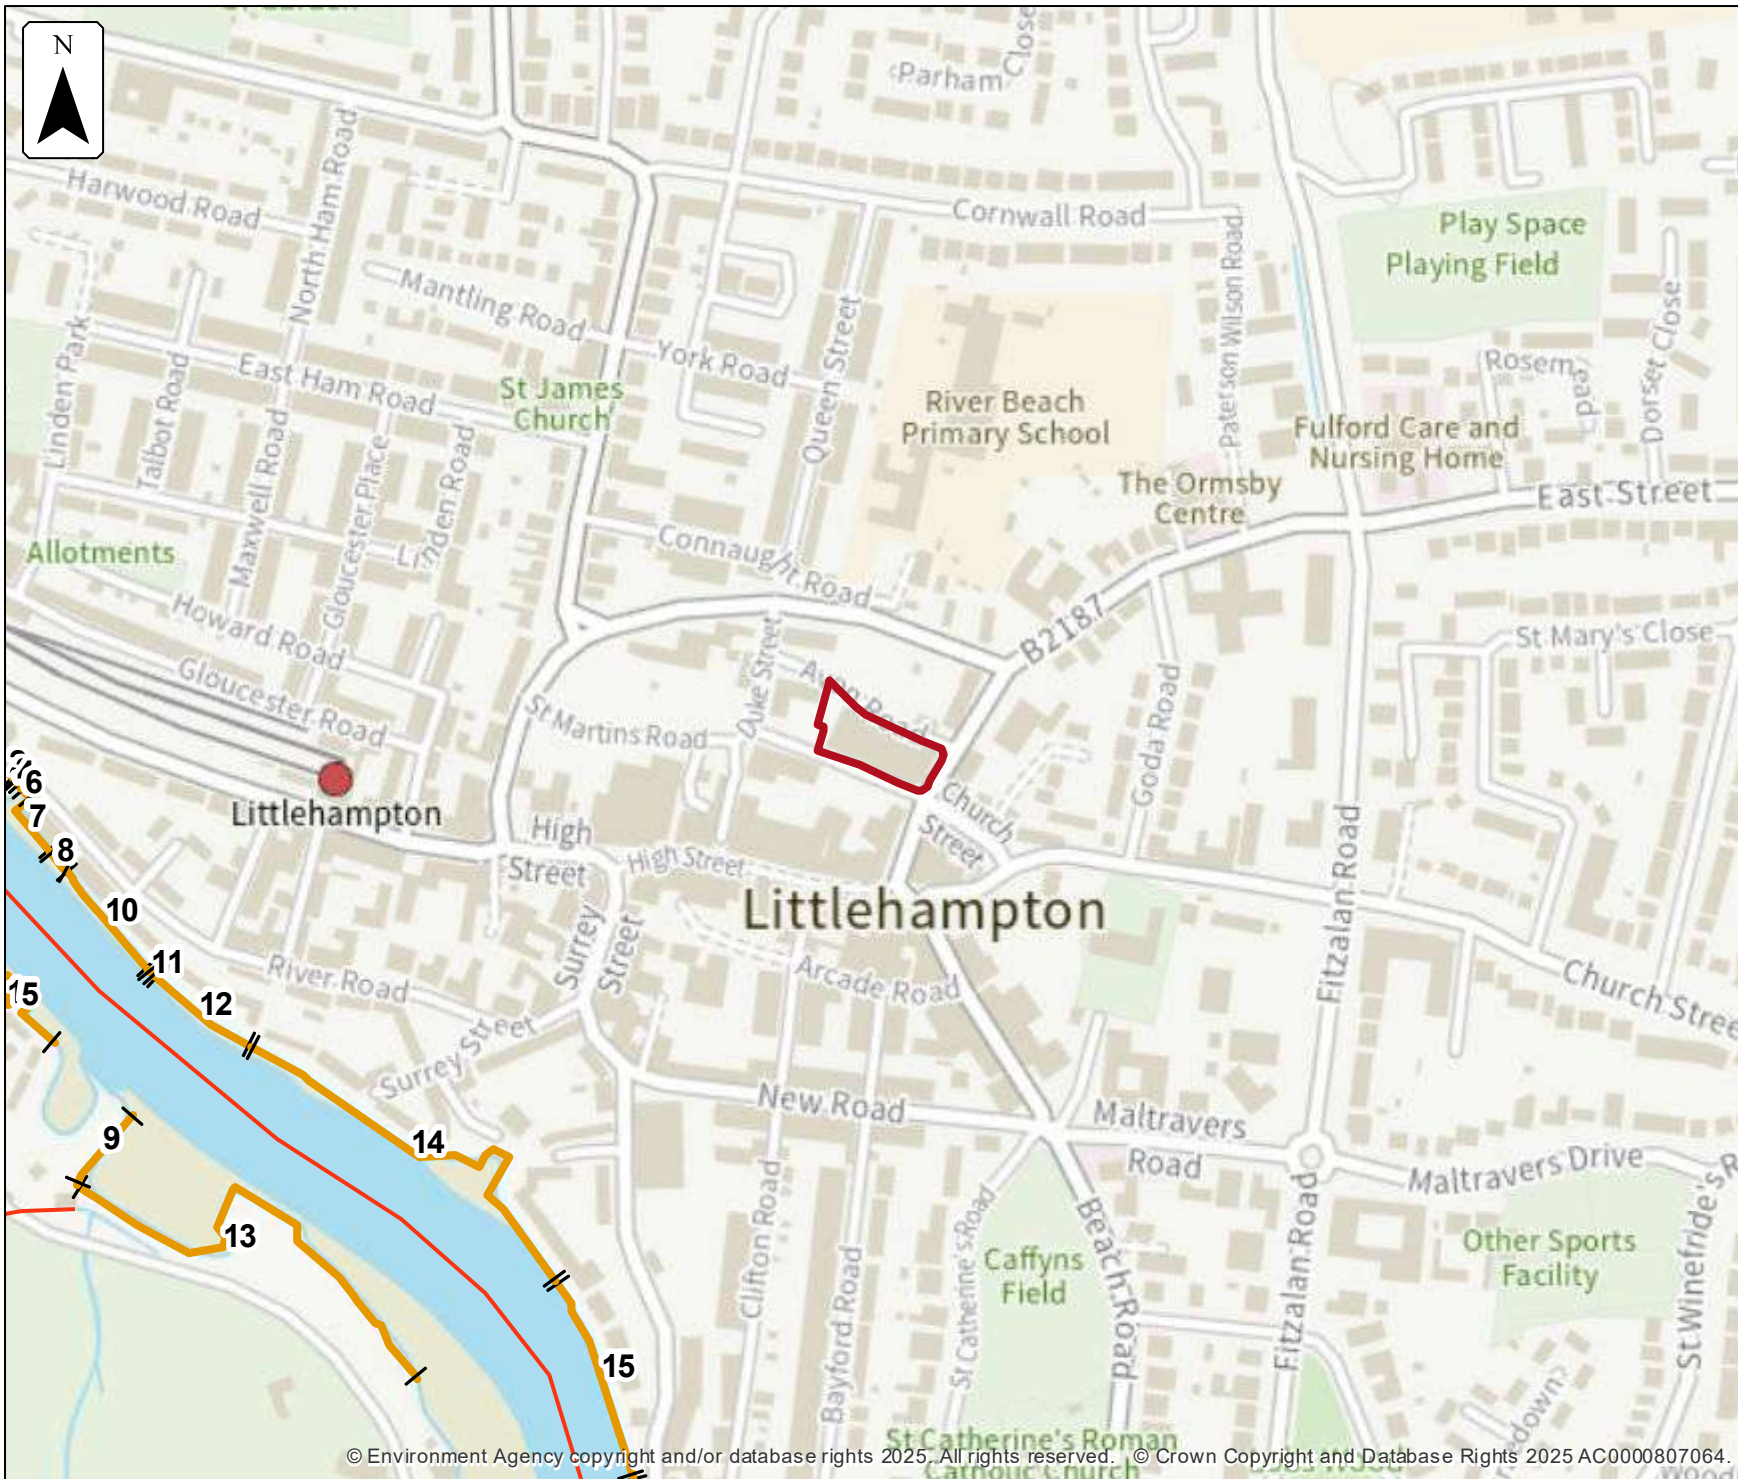 N
Parham
Close
Harwood Road
North Ham Road
Cornwall Road
Play Space
Playing Field
Mantling Road
Paterson Wilson Road
Dorset Close
Linden Park
Talbot Road
East Ham Road
York Road
Queen Street
St James
Church
River Beach
Primary School
Maxwell Road
Gloucester Place
Linden Road
Fulford Care and
Nursing Home
The Ormsby
Centre
East Street
Allotments
Connaught Road
Howard Road
B2187
St Mary's Close
Gloucester Road
Duke Street
Avon Road
St Martins Road
Goda Road
6
7
8
10
11
12
15
9
13
14
15
Littlehampton
High
Street
High Street
Church
Street
Littlehampton
Fitzalan Road
Surrey
Street
River Road
Arcade Road
Surrey Street
New Road
Maltravers
Road
Maltravers Drive
Clifton Road
Bayford Road
St Catherine's Road
Caffyns
Field
Beach Road
Fitzalan Road
Other Sports
Facility
St Catherine's Roman
Catholic Church
© Environment Agency copyright and/or database rights 2025. All rights reserved. © Crown Copyright and Database Rights 2025 AC0000807064.